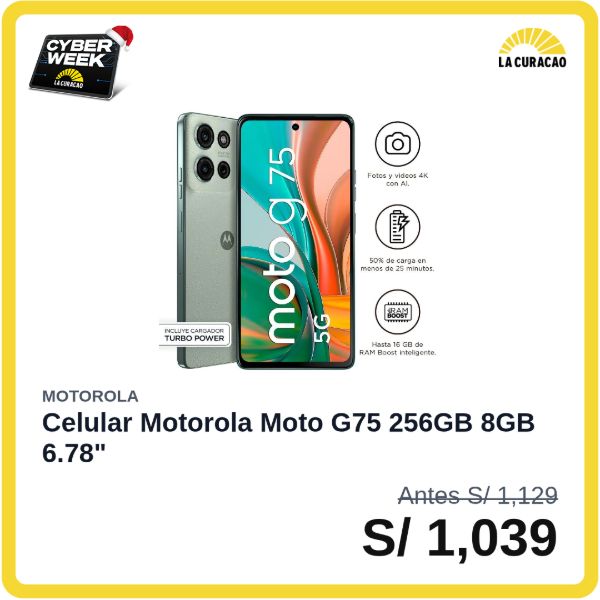 CYBER
WEEK
LA CURACAO
LA CURACAO
moto g 75
5G
Fotos y videos 4K
con AI.
50% de carga en
menos de 25 minutos.
RAM
BOOST
Hasta 16 GB de
RAM Boost inteligente.
INCLUYE CARGADOR
TURBO POWER
MOTOROLA
Celular Motorola Moto G75 256GB 8GB
6.78"
Antes S/ 1,129
S/ 1,039